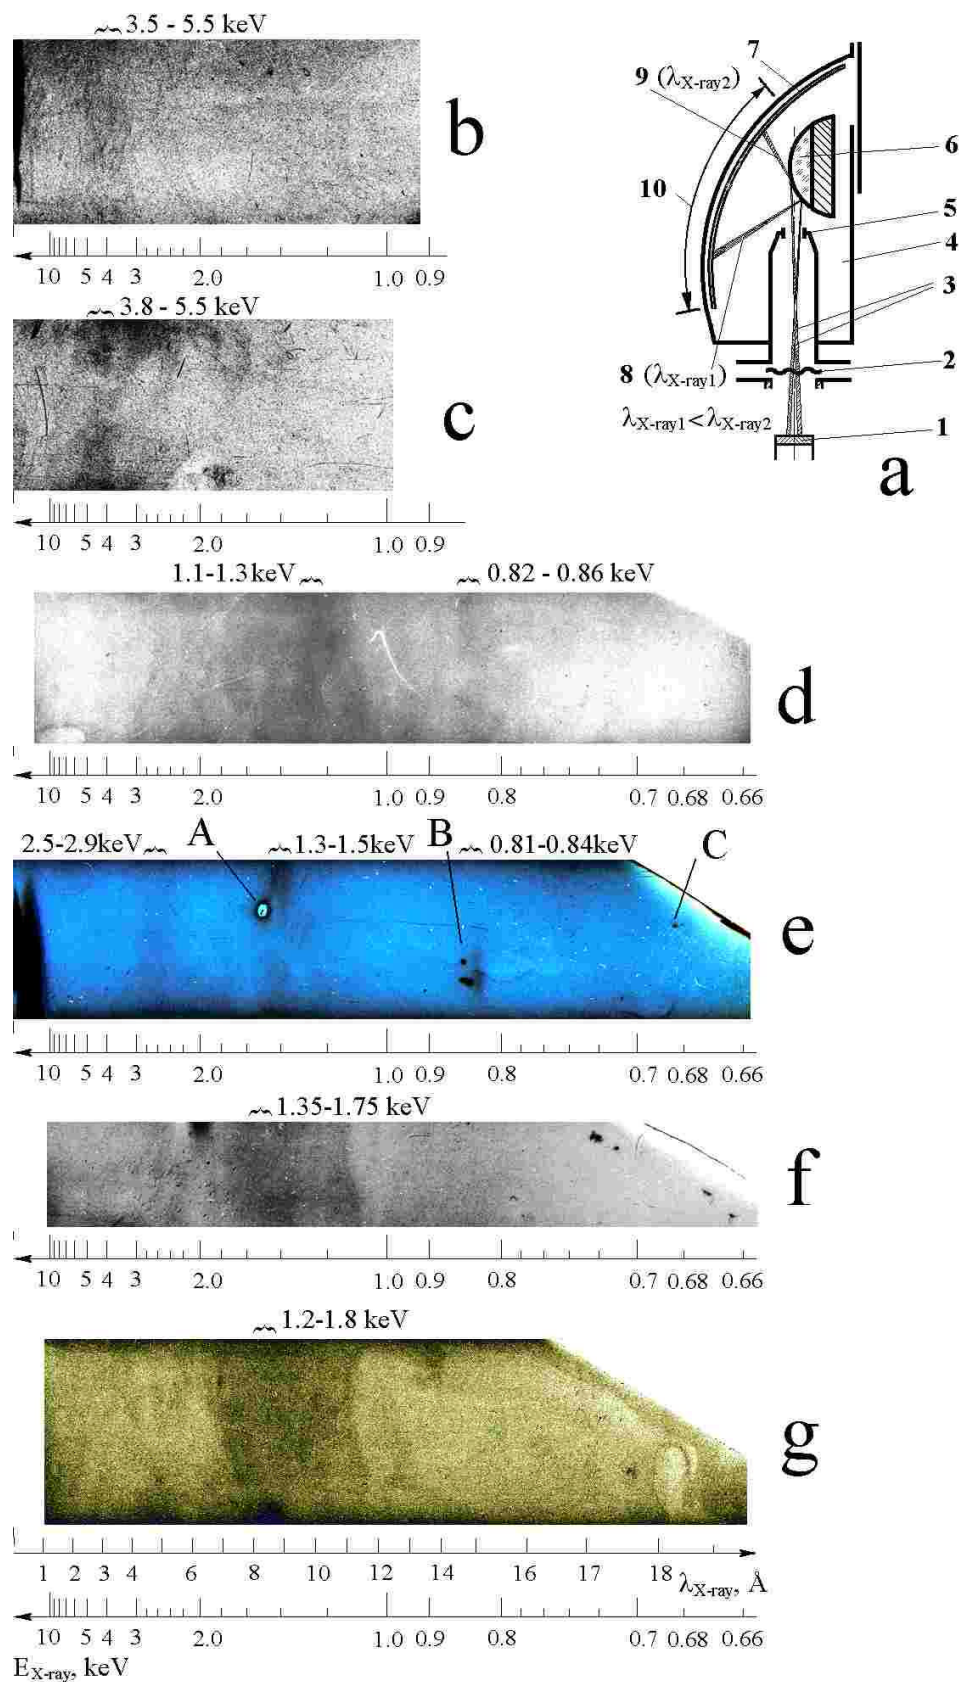 3.5 - 5.5 keV
b
10 5 4 3 2.0 1.0 0.9
7
9 (λX-ray2)
6
10
5
4
3
8 (λX-ray1)
2
λX-ray1<λX-ray2
1
a
3.8 - 5.5 keV
c
10 5 4 3 2.0 1.0 0.9
1.1-1.3keV 0.82 - 0.86 keV
d
10 5 4 3 2.0 1.0 0.9 0.8 0.7 0.68 0.66
2.5-2.9keV A 1.3-1.5keV B 0.81-0.84keV C
e
10 5 4 3 2.0 1.0 0.9 0.8 0.7 0.68 0.66
1.35-1.75 keV
f
10 5 4 3 2.0 1.0 0.9 0.8 0.7 0.68 0.66
1.2-1.8 keV
g
1 2 4 6 8 10 12 14 16 17 18 λX-ray, Å
10 5 4 3 2.0 1.0 0.9 0.8 0.7 0.68 0.66
EX-ray, keV